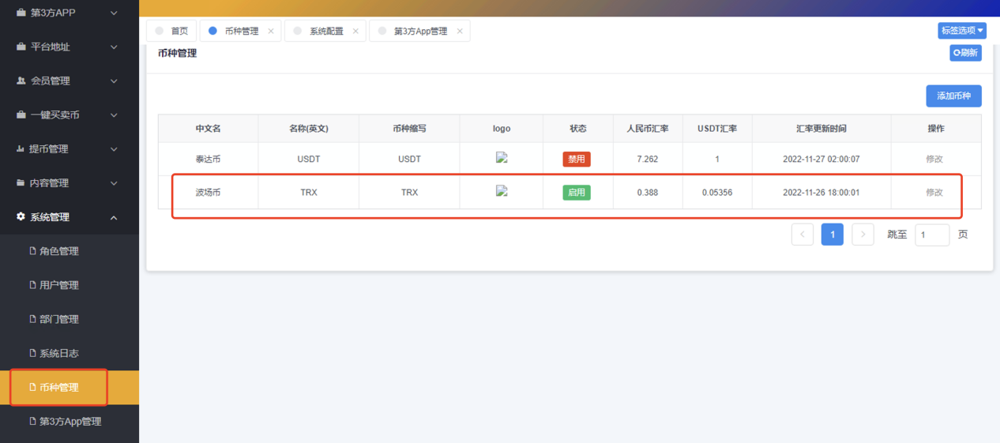 第3方APP
平台地址
会员管理
一键买卖币
提币管理
内容管理
系统管理
角色管理
用户管理
部门管理
系统日志
币种管理
第3方App管理
首页 币种管理 × 系统配置 × 第3方App管理 × 标签选项
币种管理 刷新
添加币种
中文名 名称(英文) 币种缩写 logo 状态 人民币汇率 USDT汇率 汇率更新时间 操作
泰达币 USDT USDT 禁用 7.262 1 2022-11-27 02:00:07 修改
波场币 TRX TRX 启用 0.388 0.05356 2022-11-26 18:00:01 修改
< 1 > 跳至 1 页